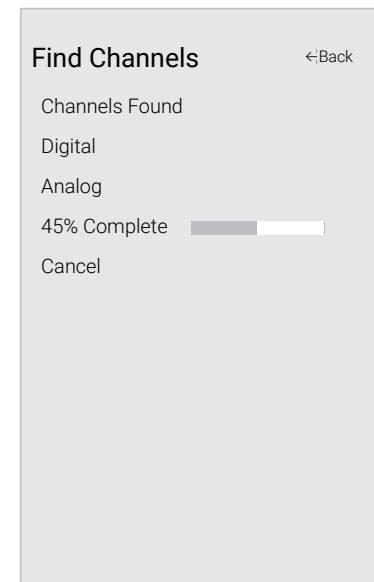 Find Channels
←Back
Channels Found
Digital
Analog
45% Complete
Cancel